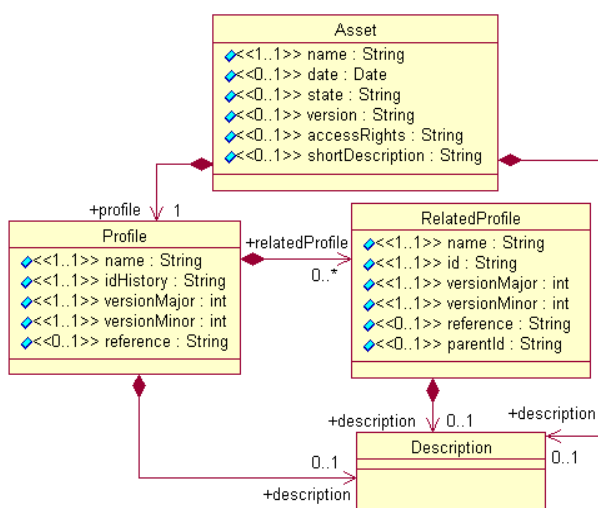 Asset
<<1..1>> name : String
<<0..1>> date : Date
<<0..1>> state : String
<<0..1>> version : String
<<0..1>> accessRights : String
<<0..1>> shortDescription : String
+profile
1
Profile
<<1..1>> name : String
<<1..1>> idHistory : String
<<1..1>> versionMajor : int
<<1..1>> versionMinor : int
<<0..1>> reference : String
+relatedProfile
0..*
RelatedProfile
<<1..1>> name : String
<<1..1>> id : String
<<1..1>> versionMajor : int
<<1..1>> versionMinor : int
<<0..1>> reference : String
<<0..1>> parentId : String
+description
0..1
+description
0..1
Description
0..1
+description